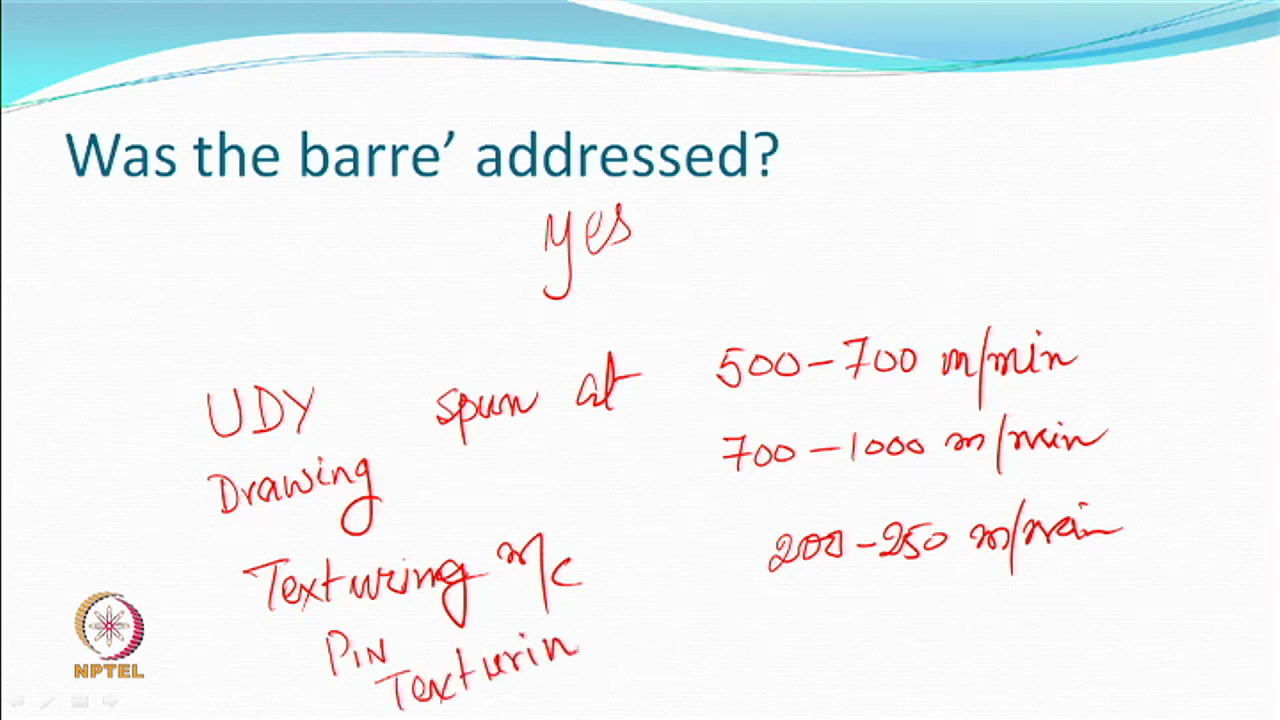 Was the barre’ addressed?
yes
UDY spun at 500-700 m/min
Drawing 700-1000 m/min
Texturing m/c 200-250 m/min
PIN
Texturin
NPTEL